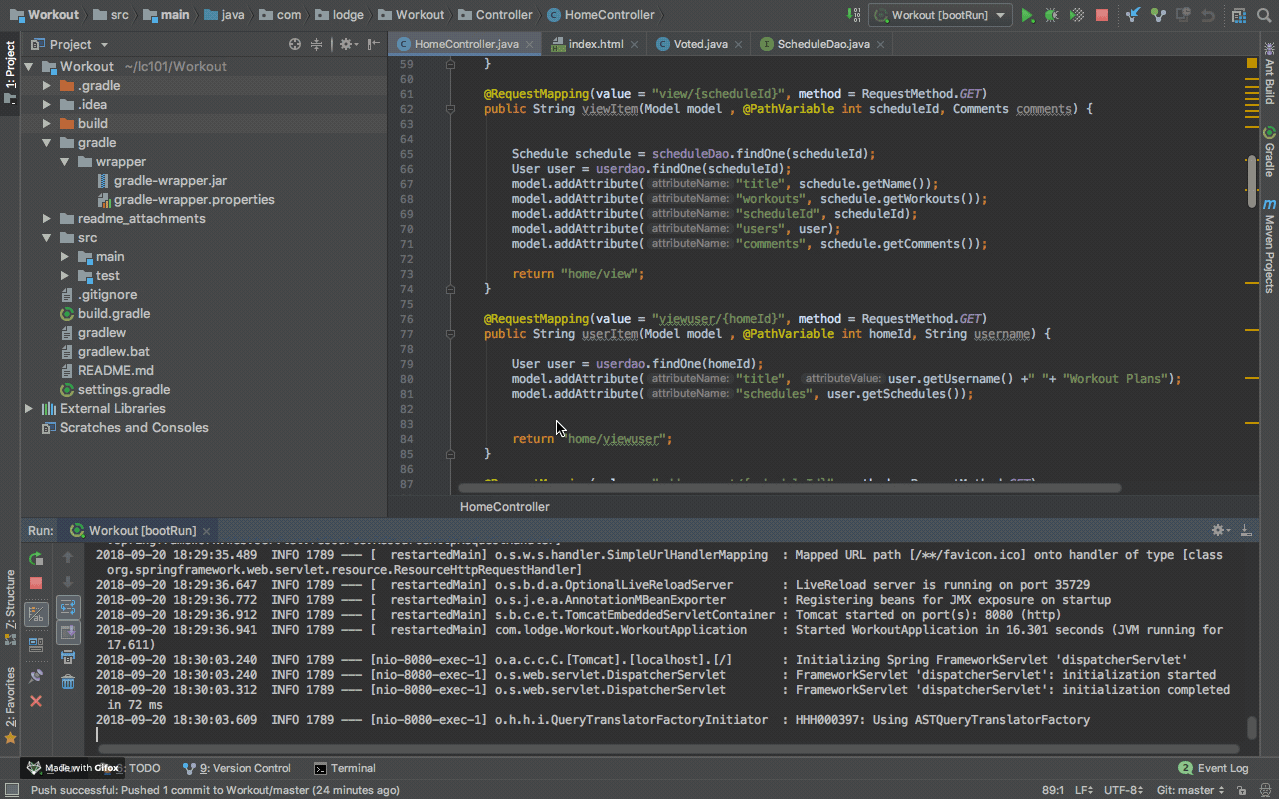 Workout
src
main
java
com
lodge
Workout
Controller
HomeController
Workout [bootRun]
1: Project
Project
HomeController.java
index.html
Voted.java
ScheduleDao.java
Workout ~/lc101/Workout
.gradle
.idea
build
gradle
wrapper
gradle-wrapper.jar
gradle-wrapper.properties
readme_attachments
src
main
test
.gitignore
build.gradle
gradlew
gradlew.bat
README.md
settings.gradle
External Libraries
Scratches and Consoles
59 }
60
61 @RequestMapping(value = "view/{scheduleId}", method = RequestMethod.GET)
62 public String viewItem(Model model , @PathVariable int scheduleId, Comments comments) {
63
64
65 Schedule schedule = scheduleDao.findOne(scheduleId);
66 User user = userdao.findOne(scheduleId);
67 model.addAttribute( attributeName: "title", schedule.getName());
68 model.addAttribute( attributeName: "workouts", schedule.getWorkouts());
69 model.addAttribute( attributeName: "scheduleId", scheduleId);
70 model.addAttribute( attributeName: "users", user);
71 model.addAttribute( attributeName: "comments", schedule.getComments());
72
73 return "home/view";
74 }
75
76 @RequestMapping(value = "viewuser/{homeId}", method = RequestMethod.GET)
77 public String userItem(Model model , @PathVariable int homeId, String username) {
78
79 User user = userdao.findOne(homeId);
80 model.addAttribute( attributeName: "title", attributeValue: user.getUsername() +" "+ "Workout Plans");
81 model.addAttribute( attributeName: "schedules", user.getSchedules());
82
83
84 return "home/viewuser";
85 }
86
87
HomeController
Ant Build
Gradle
Maven Projects
Run: Workout [bootRun]
2018-09-20 18:29:35.489 INFO 1789 --- [ restartedMain] o.s.w.s.handler.SimpleUrlHandlerMapping : Mapped URL path [/**/favicon.ico] onto handler of type [class
org.springframework.web.servlet.resource.ResourceHttpRequestHandler]
2018-09-20 18:29:36.647 INFO 1789 --- [ restartedMain] o.s.b.d.a.OptionalLiveReloadServer : LiveReload server is running on port 35729
2018-09-20 18:29:36.772 INFO 1789 --- [ restartedMain] o.s.j.e.a.AnnotationMBeanExporter : Registering beans for JMX exposure on startup
2018-09-20 18:29:36.912 INFO 1789 --- [ restartedMain] s.b.c.e.t.TomcatEmbeddedServletContainer : Tomcat started on port(s): 8080 (http)
2018-09-20 18:29:36.941 INFO 1789 --- [ restartedMain] com.lodge.Workout.WorkoutApplication : Started WorkoutApplication in 16.301 seconds (JVM running for
17.611)
2018-09-20 18:30:03.240 INFO 1789 --- [nio-8080-exec-1] o.a.c.c.C.[Tomcat].[localhost].[/] : Initializing Spring FrameworkServlet 'dispatcherServlet'
2018-09-20 18:30:03.240 INFO 1789 --- [nio-8080-exec-1] o.s.web.servlet.DispatcherServlet : FrameworkServlet 'dispatcherServlet': initialization started
2018-09-20 18:30:03.312 INFO 1789 --- [nio-8080-exec-1] o.s.web.servlet.DispatcherServlet : FrameworkServlet 'dispatcherServlet': initialization completed
in 72 ms
2018-09-20 18:30:03.609 INFO 1789 --- [nio-8080-exec-1] o.h.h.i.QueryTranslatorFactoryInitiator : HHH000397: Using ASTQueryTranslatorFactory
Z: Structure
2: Favorites
Made with Gifox
6: TODO
9: Version Control
Terminal
2 Event Log
Push successful: Pushed 1 commit to Workout/master (24 minutes ago)
89:1 LF UTF-8 Git: master